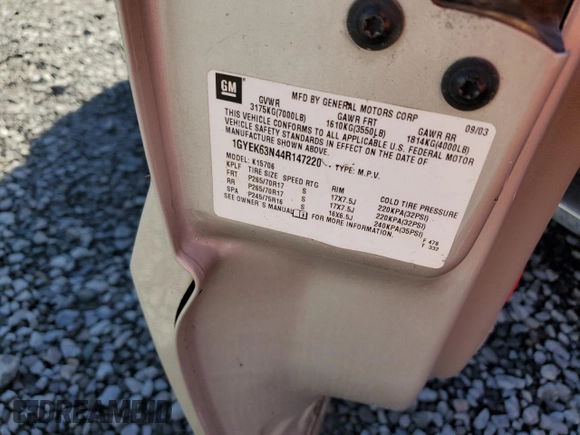 GM
MFD BY GENERAL MOTORS CORP 09/03
GVWR GAWR FRT GAWR RR
3175KG(7000LB) 1610KG(3550LB) 1814KG(4000LB)
THIS VEHICLE CONFORMS TO ALL APPLICABLE U.S. FEDERAL MOTOR
VEHICLE SAFETY STANDARDS IN EFFECT ON THE DATE OF
MANUFACTURE SHOWN ABOVE.
1GYEK63N44R147220 TYPE: M.P.V.
MODEL: K15706
KPLF TIRE SIZE SPEED RTG RIM COLD TIRE PRESSURE
FRT P265/70R17 S 17X7.5J 220KPA(32PSI)
RR P265/70R17 S 17X7.5J 220KPA(32PSI)
SPA P245/75R16 S 16X6.5J 240KPA(35PSI)
SEE OWNER'S MANUAL FOR MORE INFORMATION.
F 478
T 332
DREAMBID